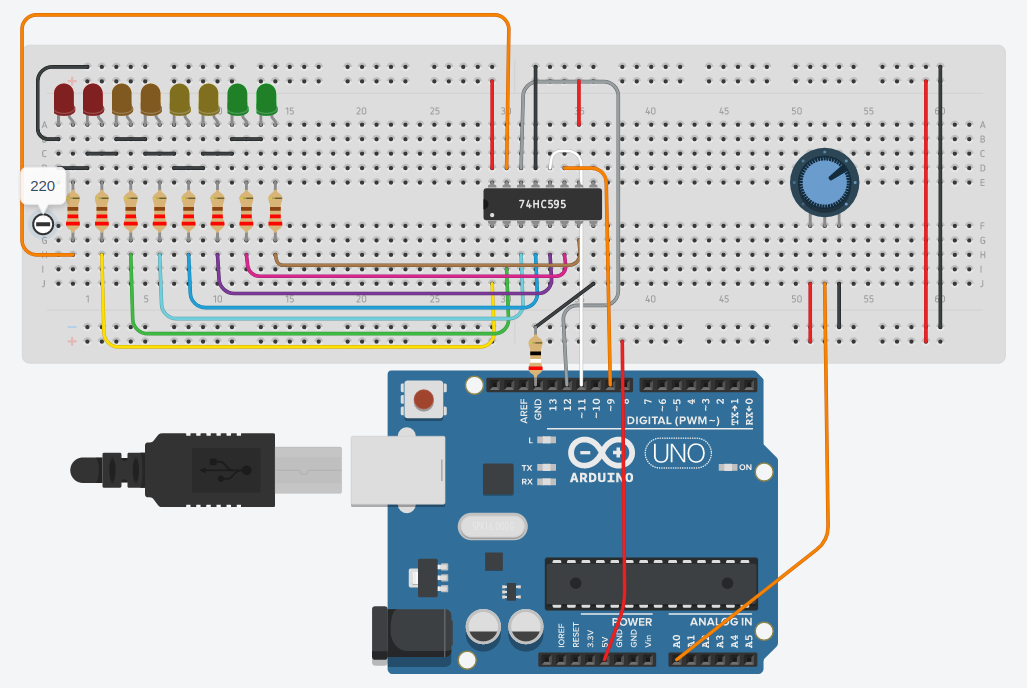 +
15 20 25 30 35 40 45 50 55 60
A A
B B
C C
D
E E
220
74HC595
F F
G G
H H
I I
J J
1 5 10 15 20 25 40 45 50 55 60
- -
+ +
AREF
GND
13
12
~11
~10
~9
8
7
~6
~5
4
~3
2
TX→1
RX←0
DIGITAL (PWM~)
L
TX
RX
ARDUINO
UNO
ON
POWER
ANALOG IN
IOREF
RESET
3.3V
5V
GND
GND
Vin
A0
A1
A2
A3
A4
A5